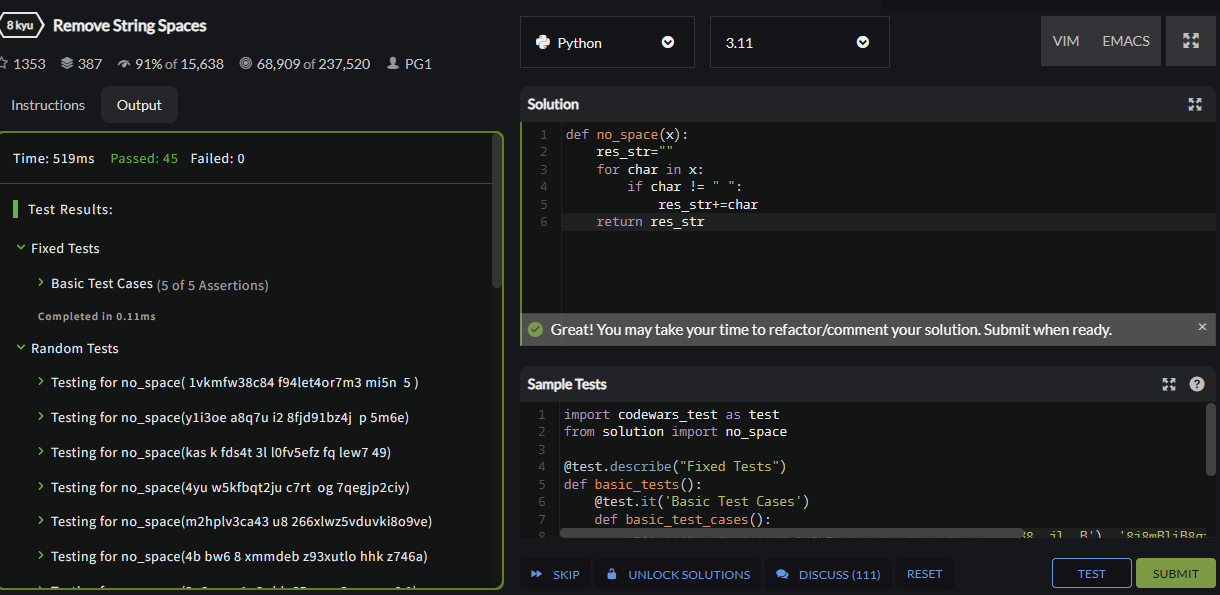 8 kyu Remove String Spaces
1353 387 91% of 15,638 68,909 of 237,520 PG1
Instructions Output
Time: 519ms Passed: 45 Failed: 0
Test Results:
Fixed Tests
Basic Test Cases (5 of 5 Assertions)
Completed in 0.11ms
Random Tests
Testing for no_space( 1vkmfw38c84 f94let4or7m3 mi5n  5 )
Testing for no_space(y1i3oe a8q7u i2 8fjd91bz4j  p 5m6e)
Testing for no_space(kas k fds4t 3l l0fv5efz fq lew7 49)
Testing for no_space(4yu w5kfbqt2ju c7rt  og 7qegjp2ciy)
Testing for no_space(m2hplv3ca43 u8 266xlwz5vduvki8o9ve)
Testing for no_space(4b bw6 8 xmmdeb z93xutlo hhk z746a)
Python 3.11 VIM EMACS
Solution
1 def no_space(x):
2     res_str=""
3     for char in x:
4         if char != " ":
5             res_str+=char
6     return res_str
Great! You may take your time to refactor/comment your solution. Submit when ready. ×
Sample Tests ?
1 import codewars_test as test
2 from solution import no_space
3
4 @test.describe("Fixed Tests")
5 def basic_tests():
6     @test.it('Basic Test Cases')
7     def basic_test_cases():
8
SKIP UNLOCK SOLUTIONS DISCUSS (111) RESET TEST SUBMIT